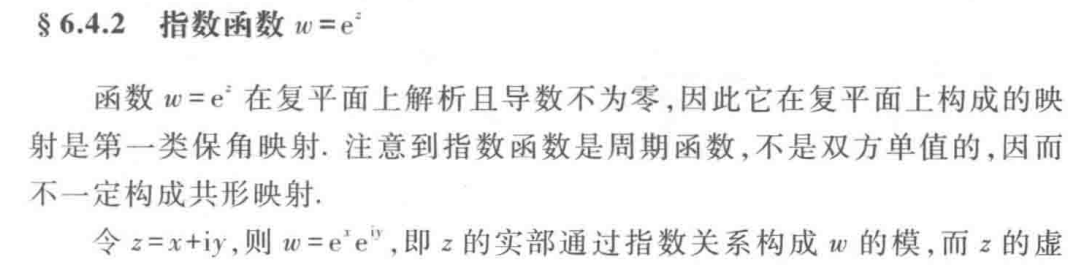 § 6.4.2 指数函数 w = e^z
函数 w = e^z 在复平面上解析且导数不为零,因此它在复平面上构成的映
射是第一类保角映射. 注意到指数函数是周期函数,不是双方单值的,因而
不一定构成共形映射.
令 z = x+iy,则 w = e^x e^{iy},即 z 的实部通过指数关系构成 w 的模,而 z 的虚